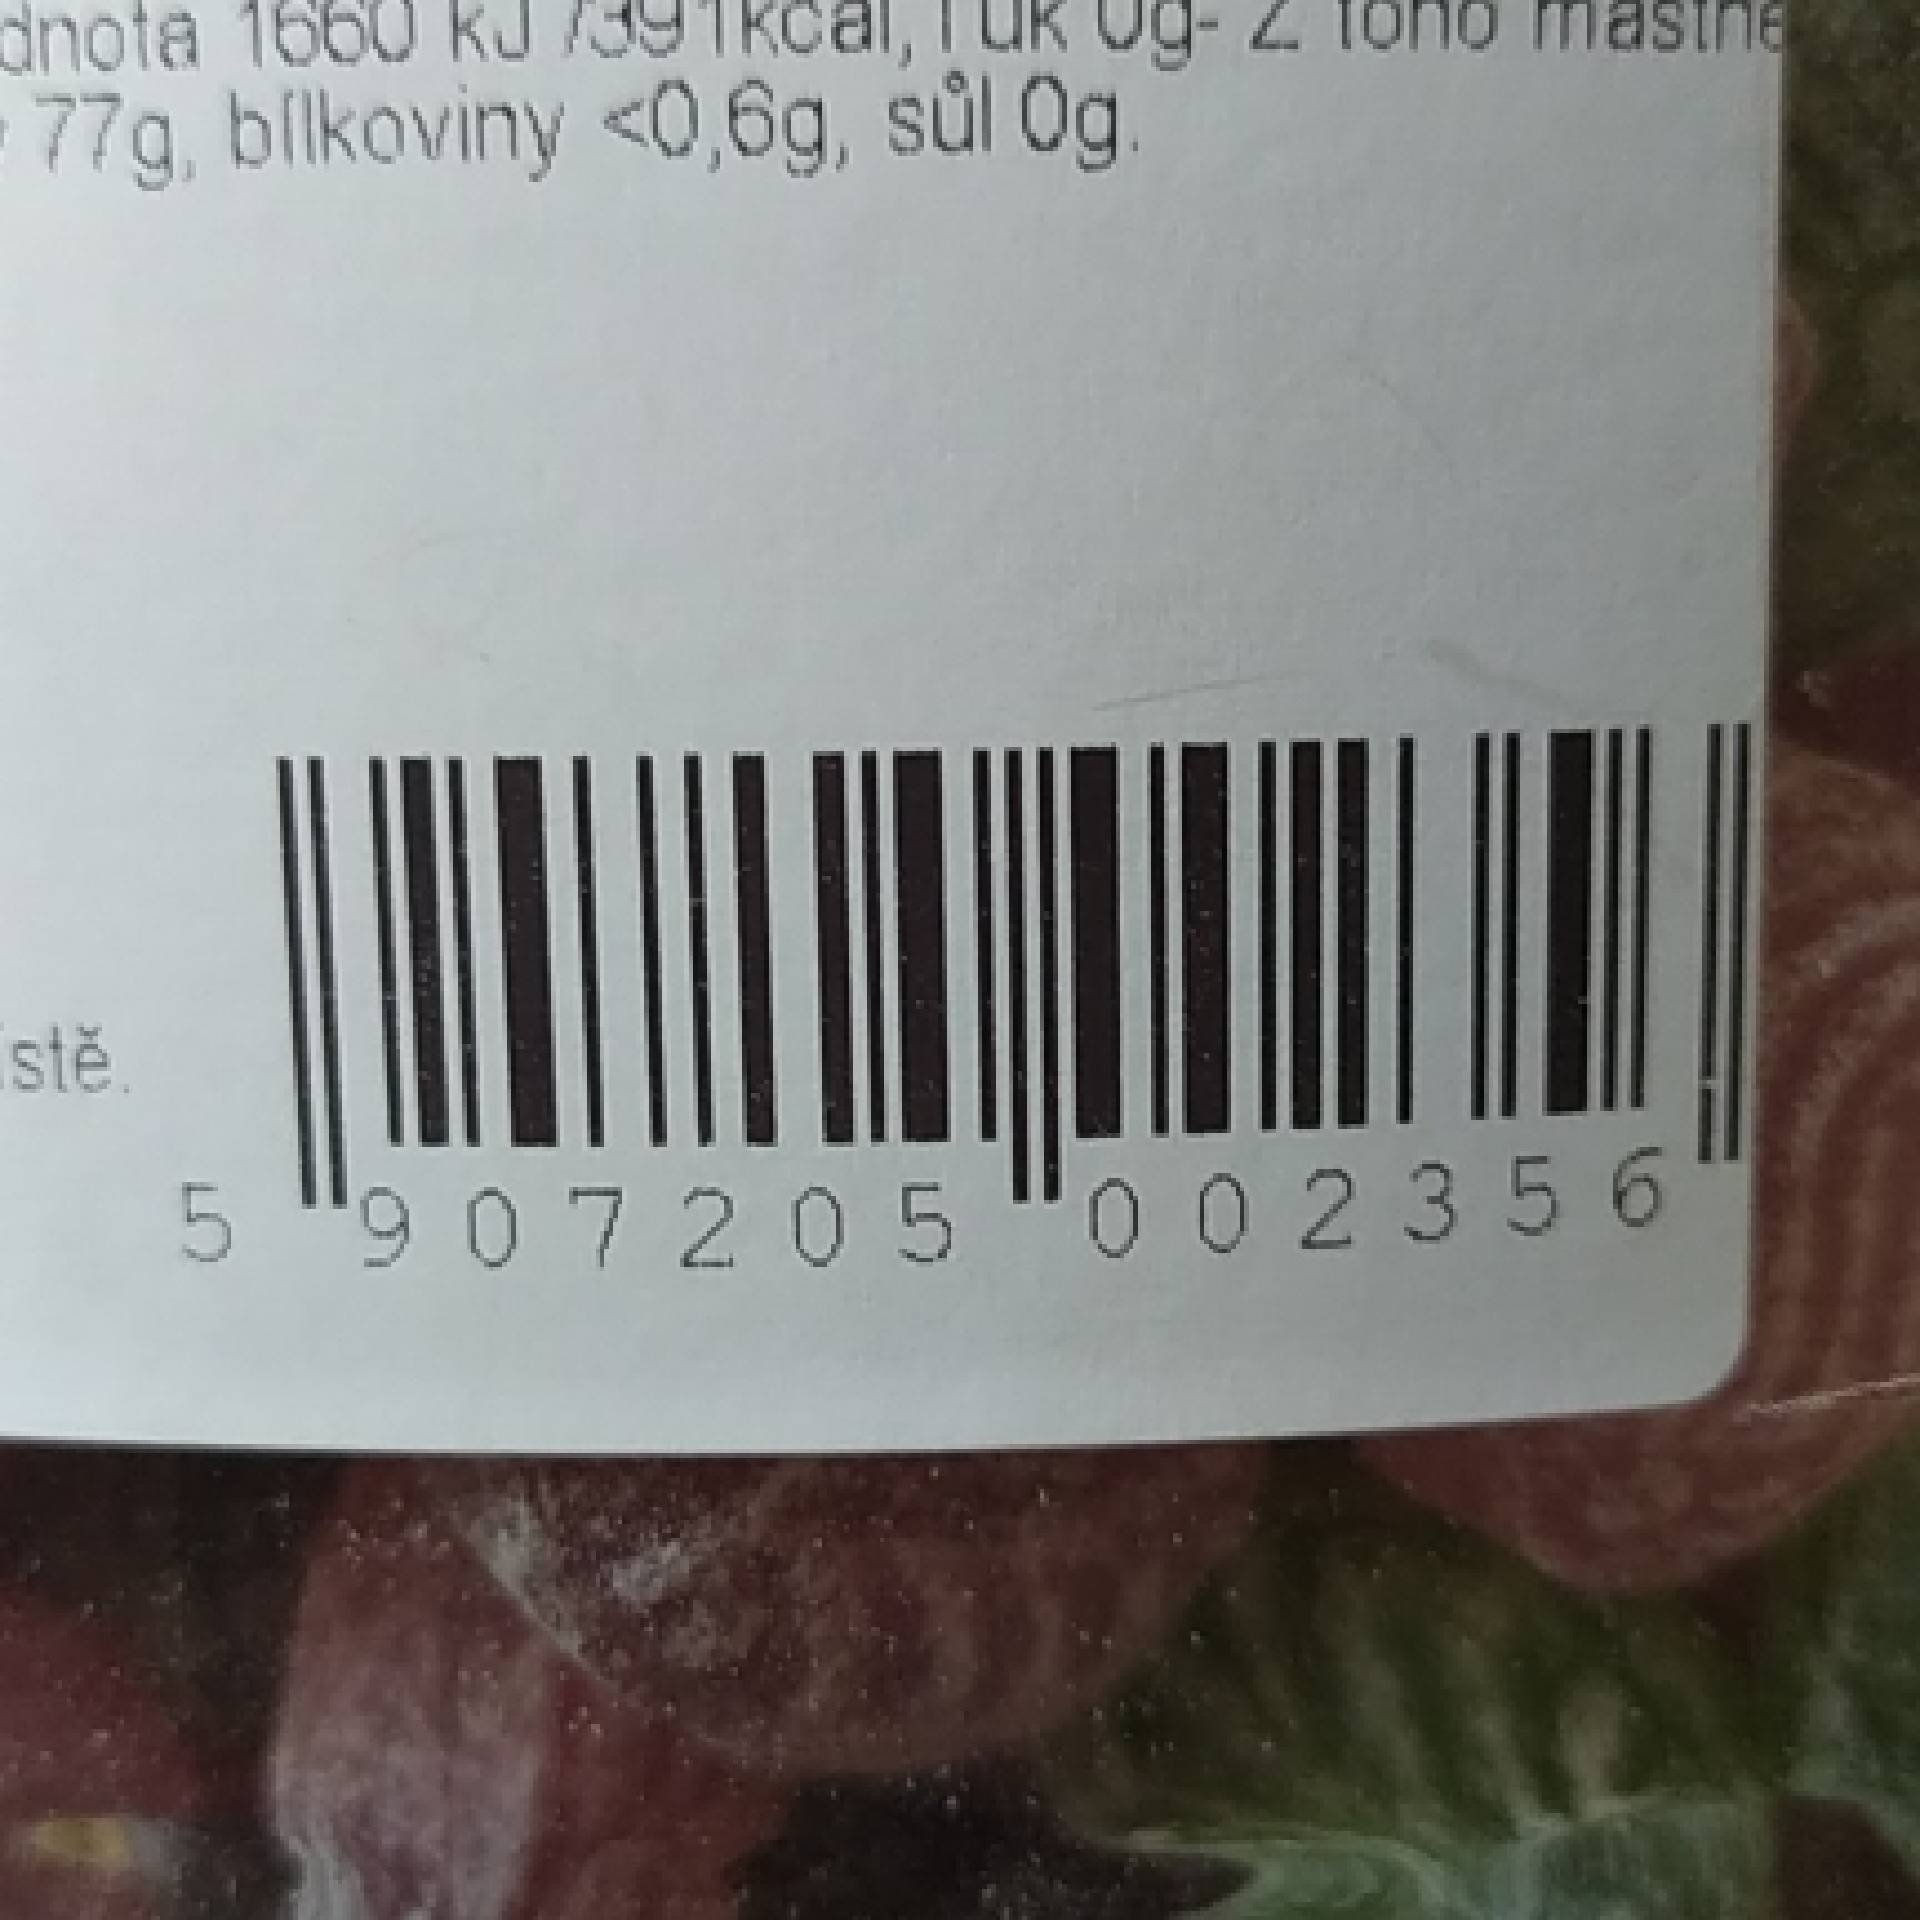 dnota 1660 kJ /391kcal, Tuk 0g- Z toho mastné
77g, bílkoviny <0,6g, sůl 0g.
istě.
5 907205 002356